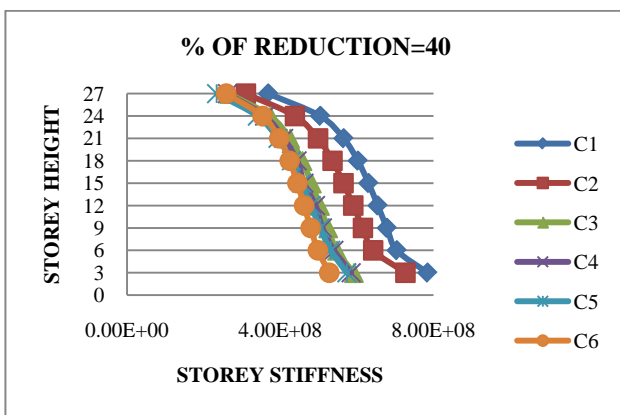 % OF REDUCTION=40
STOREY HEIGHT
27
24
21
18
15
12
9
6
3
0
0.00E+00 4.00E+08 8.00E+08
STOREY STIFFNESS
C1
C2
C3
C4
C5
C6